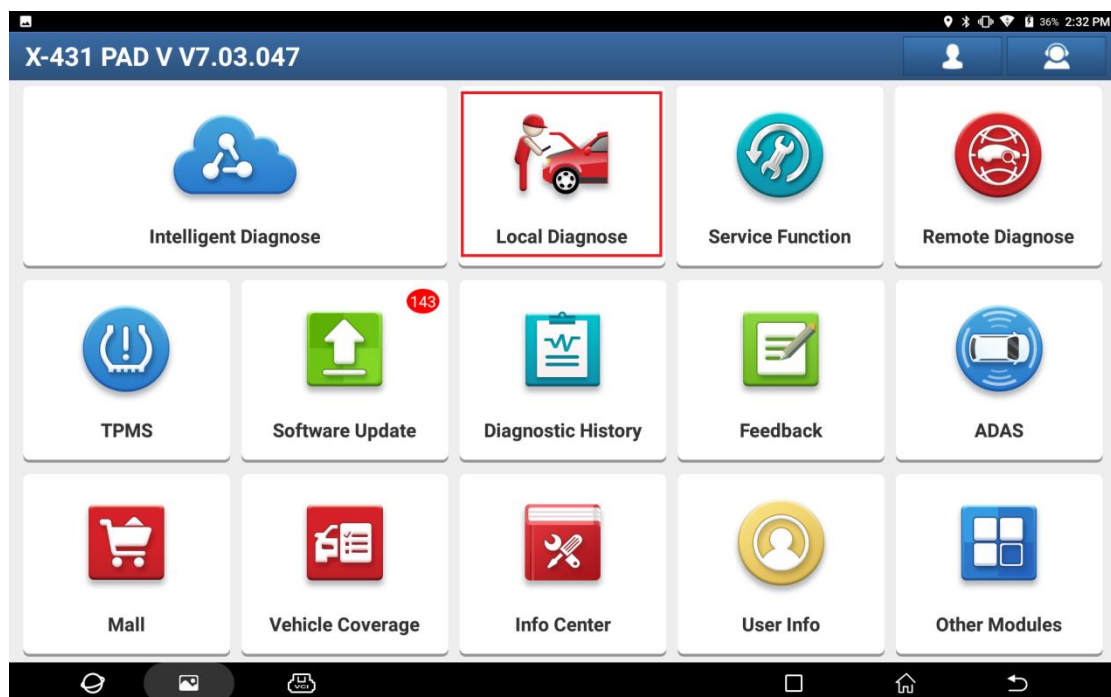 36% 2:32 PM
X-431 PAD V V7.03.047
Intelligent Diagnose
Local Diagnose
Service Function
Remote Diagnose
143
TPMS
Software Update
Diagnostic History
Feedback
ADAS
Mall
Vehicle Coverage
Info Center
User Info
Other Modules
VCI